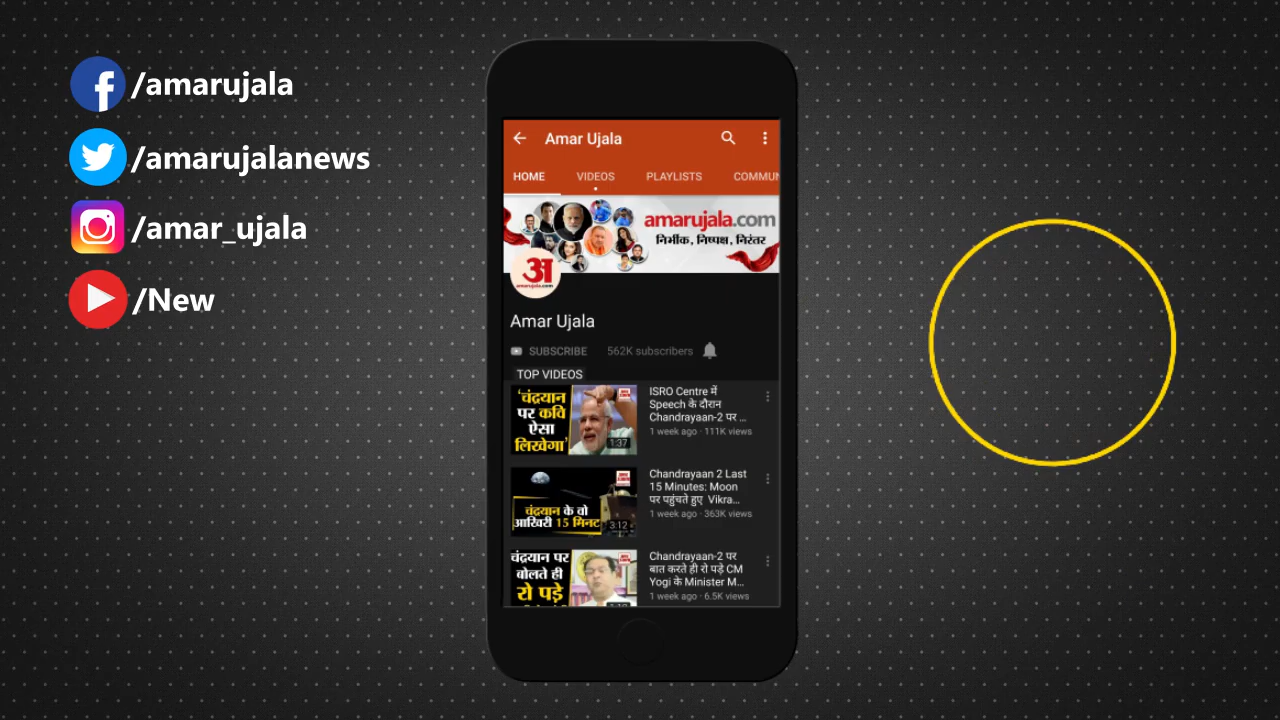 /amarujala
/amarujalanews
/amar_ujala
/New
Amar Ujala
HOME VIDEOS PLAYLISTS COMMUN
amarujala.com
निर्भीक, निष्पक्ष, निरंतर
अ
amarujala.com
Amar Ujala
SUBSCRIBE 562K subscribers
TOP VIDEOS
'चंद्रयान
पर कवि
ऐसा
लिखेगा'
1:37
ISRO Centre में
Speech के दौरान
Chandrayaan-2 पर ...
1 week ago · 111K views
चंद्रयान के वो
आखिरी 15 मिनट
3:12
Chandrayaan 2 Last
15 Minutes: Moon
पर पहुंचते हुए Vikra...
1 week ago · 363K views
चंद्रयान पर
बोलते ही
रो पड़े
Chandrayaan-2 पर
बात करते ही रो पड़े CM
Yogi के Minister M...
1 week ago · 6.5K views